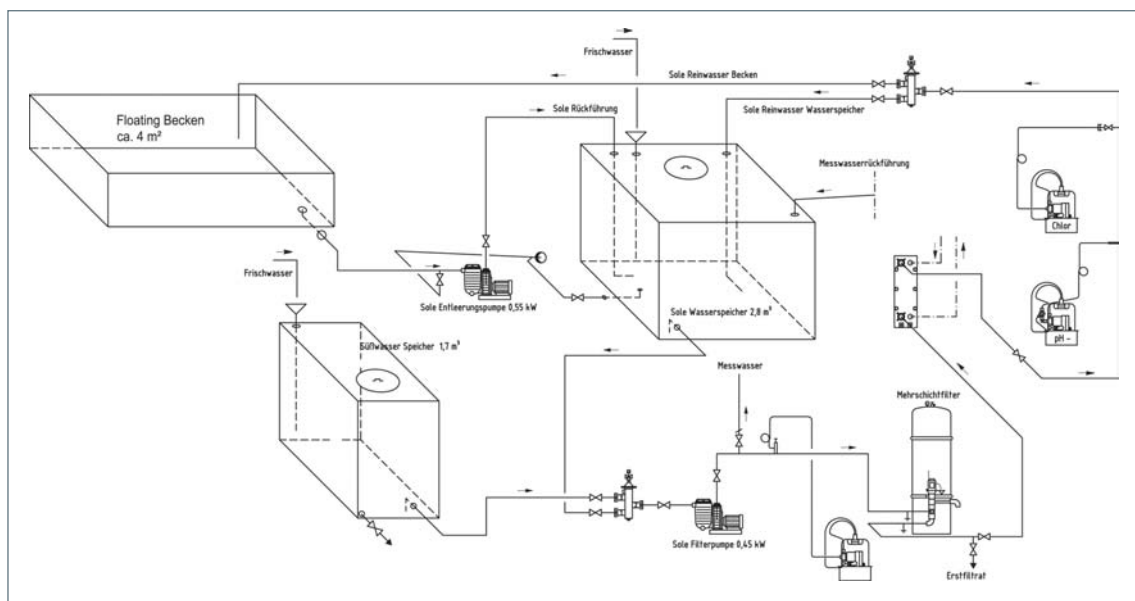 Frischwasser
Sole Reinwasser Becken
Floating Becken
ca. 4 m²
Sole Rückführung
Sole Reinwasser Wasserspeicher
Messwasserrückführung
Chlor
Frischwasser
Sole Entleerungspumpe 0,55 kW
Sole Wasserspeicher 2,8 m³
pH -
Süßwasser Speicher 1,7 m³
Messwasser
Mehrschichtfilter
Sole Filterpumpe 0,45 kW
Erstfiltrat